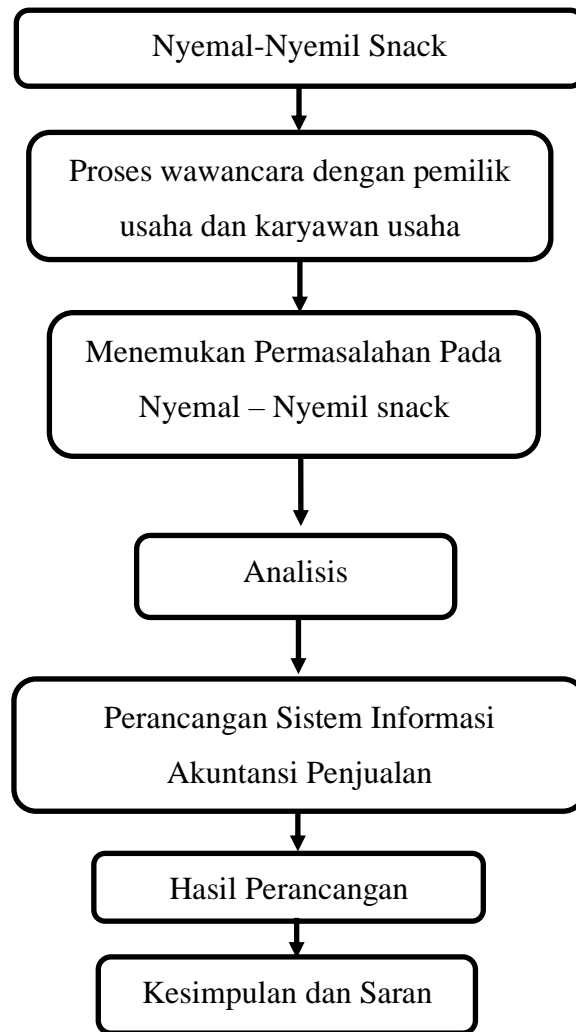 Nyemal-Nyemil Snack
Proses wawancara dengan pemilik
usaha dan karyawan usaha
Menemukan Permasalahan Pada
Nyemal – Nyemil snack
Analisis
Perancangan Sistem Informasi
Akuntansi Penjualan
Hasil Perancangan
Kesimpulan dan Saran